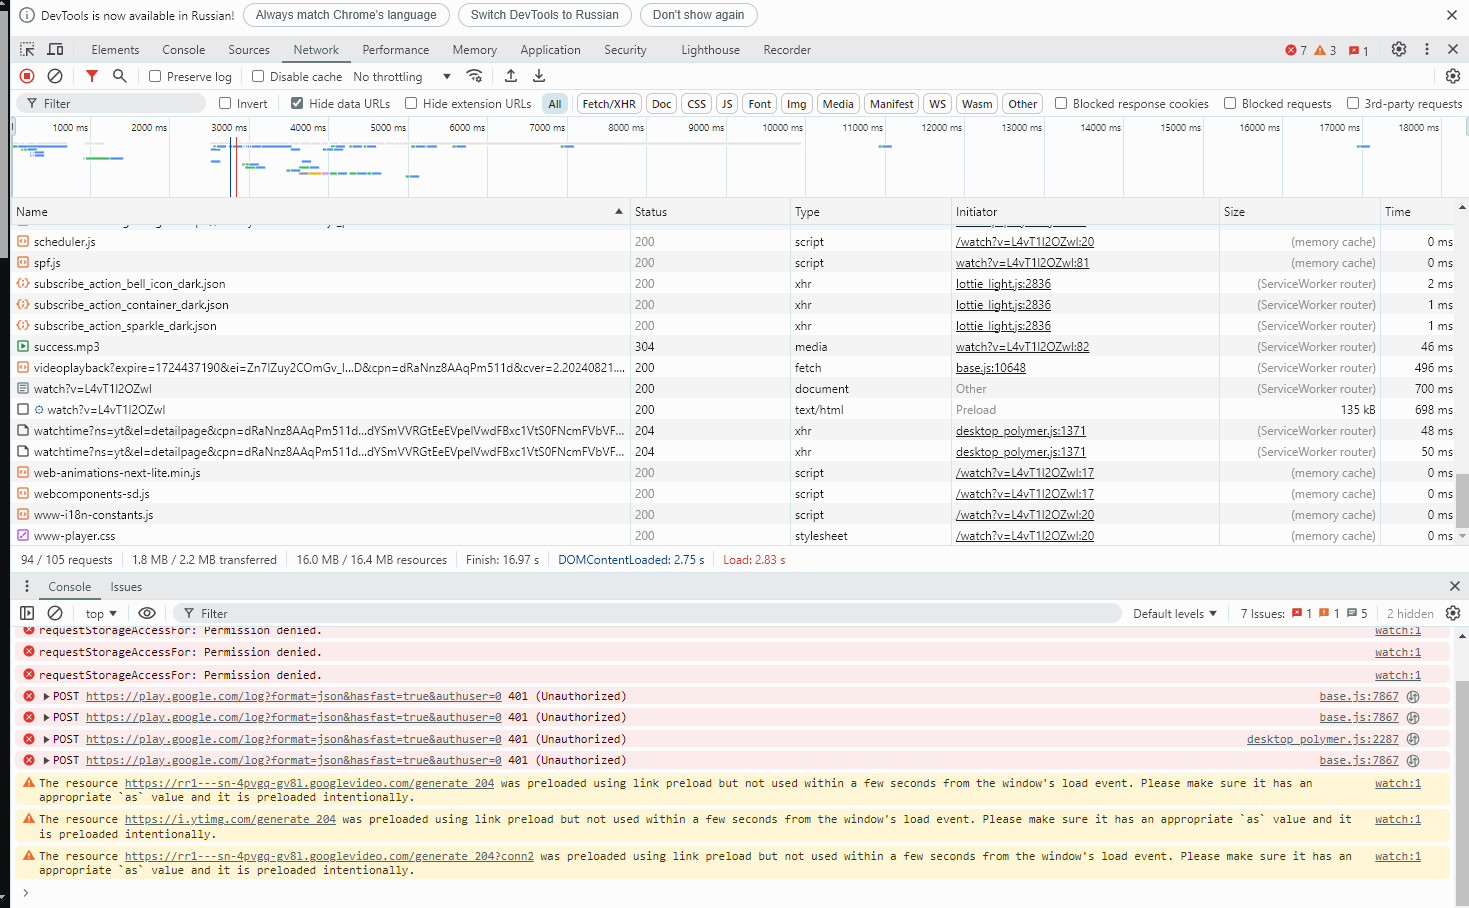 DevTools is now available in Russian! Always match Chrome's language Switch DevTools to Russian Don't show again
Elements Console Sources Network Performance Memory Application Security Lighthouse Recorder 7 3 1
Preserve log Disable cache No throttling
Filter Invert Hide data URLs Hide extension URLs All Fetch/XHR Doc CSS JS Font Img Media Manifest WS Wasm Other Blocked response cookies Blocked requests 3rd-party requests
1000 ms 2000 ms 3000 ms 4000 ms 5000 ms 6000 ms 7000 ms 8000 ms 9000 ms 10000 ms 11000 ms 12000 ms 13000 ms 14000 ms 15000 ms 16000 ms 17000 ms 18000 ms
Name Status Type Initiator Size Time
scheduler.js 200 script /watch?v=L4vT1I2OZwI:20 (memory cache) 0 ms
spf.js 200 script watch?v=L4vT1I2OZwI:81 (memory cache) 0 ms
subscribe_action_bell_icon_dark.json 200 xhr lottie_light.js:2836 (ServiceWorker router) 2 ms
subscribe_action_container_dark.json 200 xhr lottie_light.js:2836 (ServiceWorker router) 1 ms
subscribe_action_sparkle_dark.json 200 xhr lottie_light.js:2836 (ServiceWorker router) 1 ms
success.mp3 304 media watch?v=L4vT1I2OZwI:82 (ServiceWorker router) 46 ms
videoplayback?expire=1724437190&ei=Zn7IZuy2COmGv_I...D&cpn=dRaNnz8AAqPm511d&cver=2.20240821.... 200 fetch base.js:10648 (ServiceWorker router) 496 ms
watch?v=L4vT1I2OZwI 200 document Other (ServiceWorker router) 700 ms
watch?v=L4vT1I2OZwI 200 text/html Preload 135 kB 698 ms
watchtime?ns=yt&el=detailpage&cpn=dRaNnz8AAqPm511d...dYSmVVRGtEeEVpelVwdFBxc1VtS0FNcmFVbVF... 204 xhr desktop_polymer.js:1371 (ServiceWorker router) 48 ms
watchtime?ns=yt&el=detailpage&cpn=dRaNnz8AAqPm511d...dYSmVVRGtEeEVpelVwdFBxc1VtS0FNcmFVbVF... 204 xhr desktop_polymer.js:1371 (ServiceWorker router) 50 ms
web-animations-next-lite.min.js 200 script /watch?v=L4vT1I2OZwI:17 (memory cache) 0 ms
webcomponents-sd.js 200 script /watch?v=L4vT1I2OZwI:17 (memory cache) 0 ms
www-i18n-constants.js 200 script /watch?v=L4vT1I2OZwI:20 (memory cache) 0 ms
www-player.css 200 stylesheet /watch?v=L4vT1I2OZwI:20 (memory cache) 0 ms
94 / 105 requests 1.8 MB / 2.2 MB transferred 16.0 MB / 16.4 MB resources Finish: 16.97 s DOMContentLoaded: 2.75 s Load: 2.83 s
Console Issues
top Filter Default levels 7 Issues: 1 1 5 2 hidden
requestStorageAccessFor: Permission denied. watch:1
requestStorageAccessFor: Permission denied. watch:1
requestStorageAccessFor: Permission denied. watch:1
POST https://play.google.com/log?format=json&hasfast=true&authuser=0 401 (Unauthorized) base.js:7867
POST https://play.google.com/log?format=json&hasfast=true&authuser=0 401 (Unauthorized) base.js:7867
POST https://play.google.com/log?format=json&hasfast=true&authuser=0 401 (Unauthorized) desktop_polymer.js:2287
POST https://play.google.com/log?format=json&hasfast=true&authuser=0 401 (Unauthorized) base.js:7867
The resource https://rr1---sn-4pvgq-gv8l.googlevideo.com/generate_204 was preloaded using link preload but not used within a few seconds from the window's load event. Please make sure it has an watch:1
appropriate `as` value and it is preloaded intentionally.
The resource https://i.ytimg.com/generate_204 was preloaded using link preload but not used within a few seconds from the window's load event. Please make sure it has an appropriate `as` value and it watch:1
is preloaded intentionally.
The resource https://rr1---sn-4pvgq-gv8l.googlevideo.com/generate_204?conn2 was preloaded using link preload but not used within a few seconds from the window's load event. Please make sure it has an watch:1
appropriate `as` value and it is preloaded intentionally.